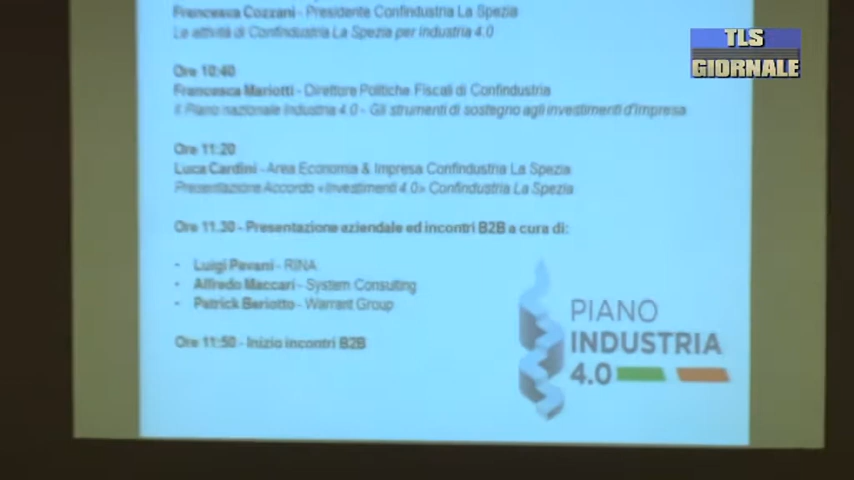 Francesca Cozzani - Presidente Confindustria La Spezia
Le attività di Confindustria La Spezia per Industria 4.0
Ore 10:40
Francesca Mariotti - Direttore Politiche Fiscali di Confindustria
Il Piano nazionale Industria 4.0 - Gli strumenti di sostegno agli investimenti d'impresa
Ore 11:20
Luca Cardini - Area Economia & Impresa Confindustria La Spezia
Presentazione Accordo «Investimenti 4.0» Confindustria La Spezia
Ore 11.30 - Presentazione aziendale ed incontri B2B a cura di:
- Luigi Pevani - RINA
- Alfredo Maccari - System Consulting
- Patrick Beriotto - Warrant Group
Ore 11:50 - Inizio incontri B2B
PIANO
INDUSTRIA
4.0
TLS
GIORNALE